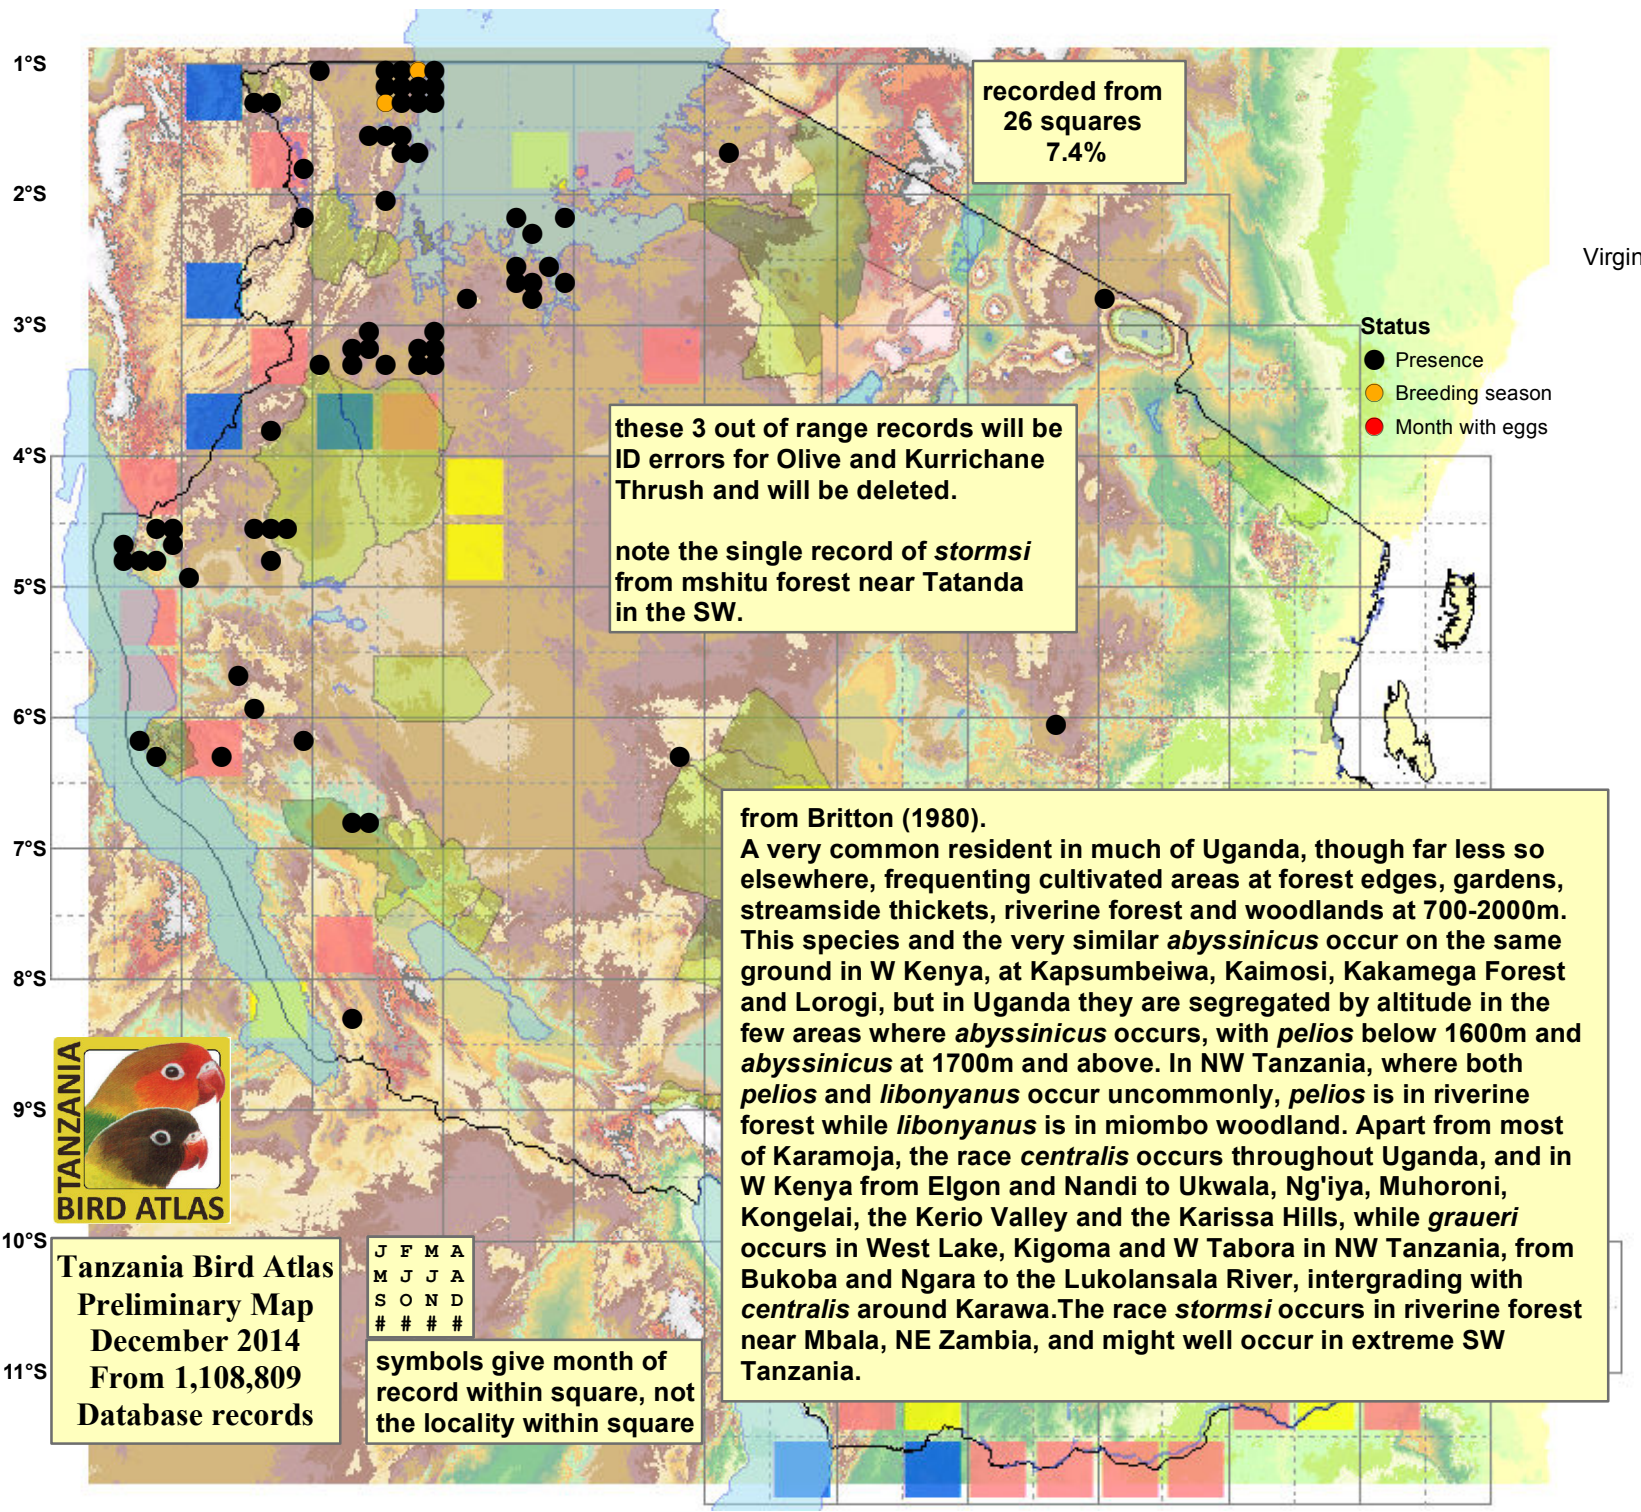 1°S
2°S
3°S
4°S
5°S
6°S
7°S
8°S
9°S
10°S
11°S
recorded from
26 squares
7.4%
Virgin
Status
Presence
Breeding season
Month with eggs
these 3 out of range records will be
ID errors for Olive and Kurrichane
Thrush and will be deleted.
note the single record of stormsi
from mshitu forest near Tatanda
in the SW.
from Britton (1980).
A very common resident in much of Uganda, though far less so
elsewhere, frequenting cultivated areas at forest edges, gardens,
streamside thickets, riverine forest and woodlands at 700-2000m.
This species and the very similar abyssinicus occur on the same
ground in W Kenya, at Kapsumbeiwa, Kaimosi, Kakamega Forest
and Lorogi, but in Uganda they are segregated by altitude in the
few areas where abyssinicus occurs, with pelios below 1600m and
abyssinicus at 1700m and above. In NW Tanzania, where both
pelios and libonyanus occur uncommonly, pelios is in riverine
forest while libonyanus is in miombo woodland. Apart from most
of Karamoja, the race centralis occurs throughout Uganda, and in
W Kenya from Elgon and Nandi to Ukwala, Ng'iya, Muhoroni,
Kongelai, the Kerio Valley and the Karissa Hills, while graueri
occurs in West Lake, Kigoma and W Tabora in NW Tanzania, from
Bukoba and Ngara to the Lukolansala River, intergrading with
centralis around Karawa.The race stormsi occurs in riverine forest
near Mbala, NE Zambia, and might well occur in extreme SW
Tanzania.
TANZANIA
BIRD ATLAS
Tanzania Bird Atlas
Preliminary Map
December 2014
From 1,108,809
Database records
J F M A
M J J A
S O N D
# # # #
symbols give month of
record within square, not
the locality within square